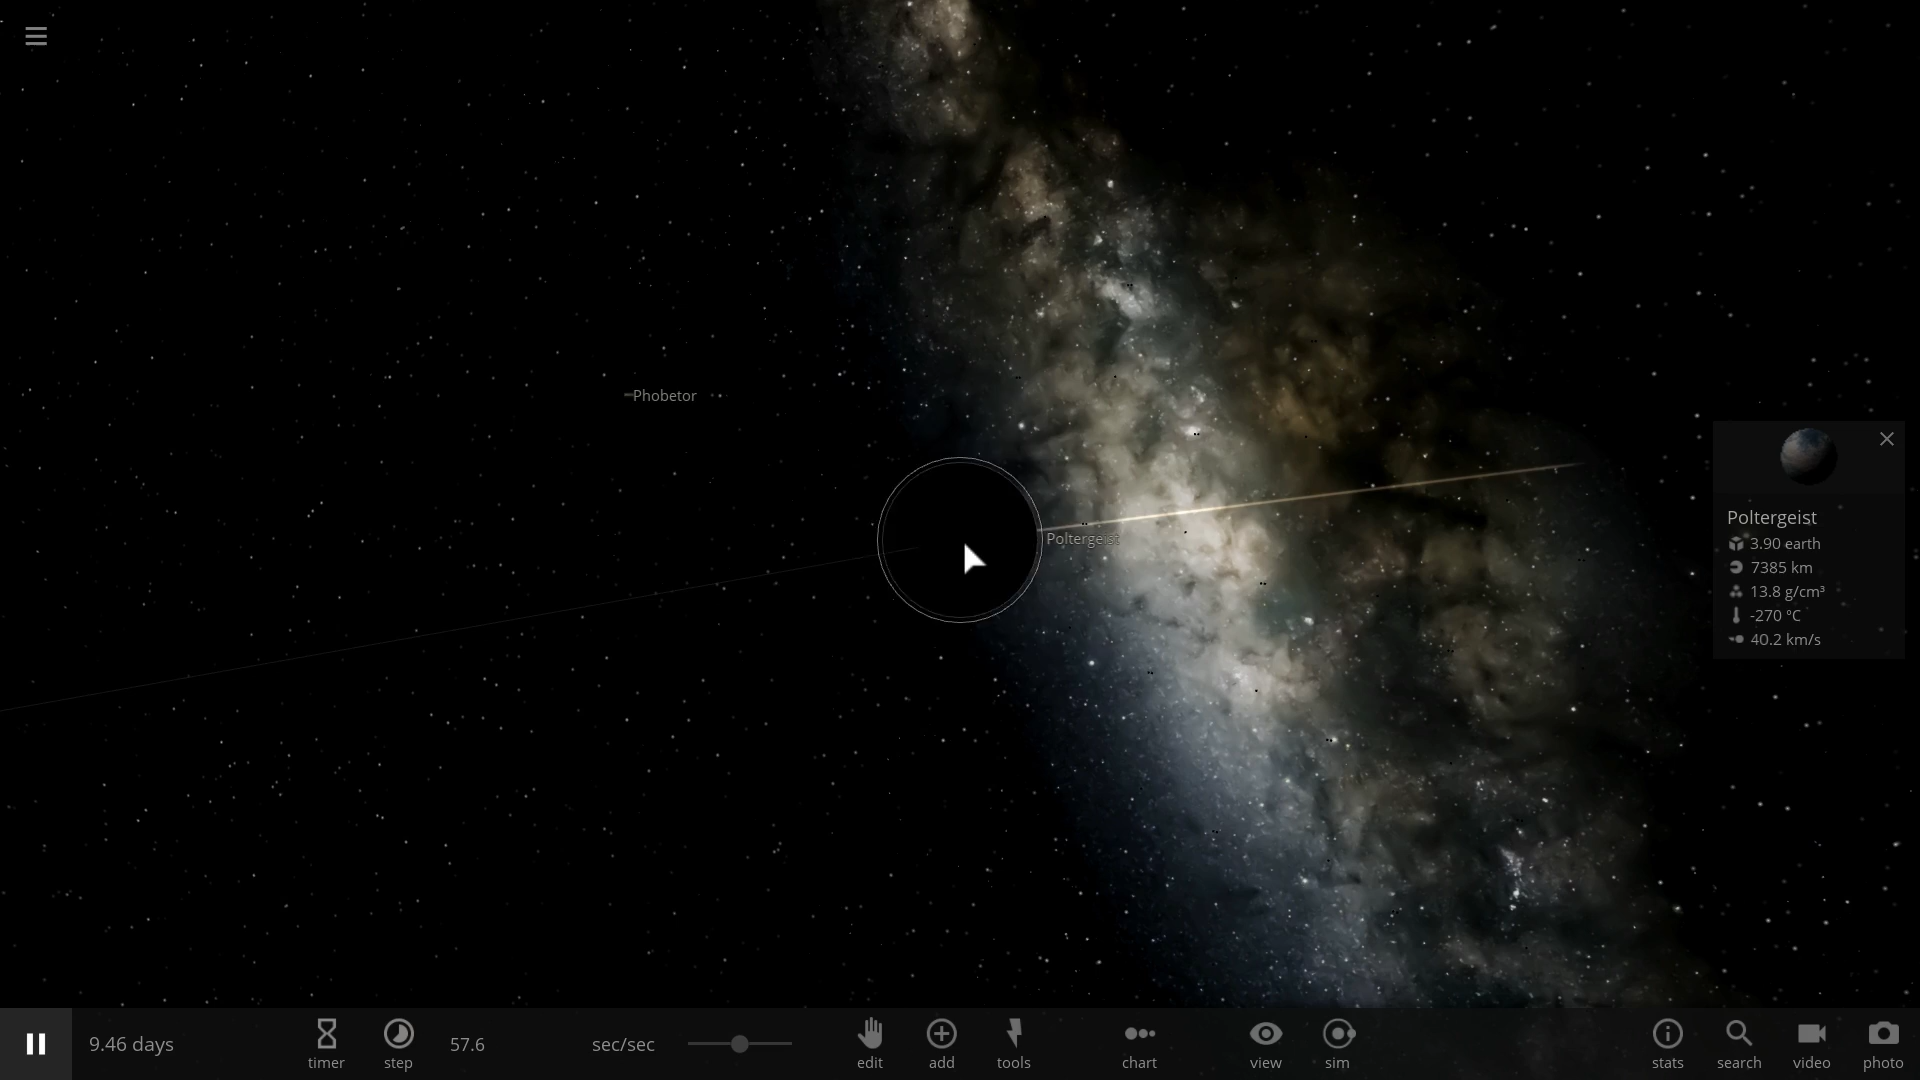 Phobetor
Poltergeist
Poltergeist
3.90 earth
7385 km
13.8 g/cm³
-270 °C
40.2 km/s
9.46 days
timer
step
57.6
sec/sec
edit
add
tools
chart
view
sim
stats
search
video
photo